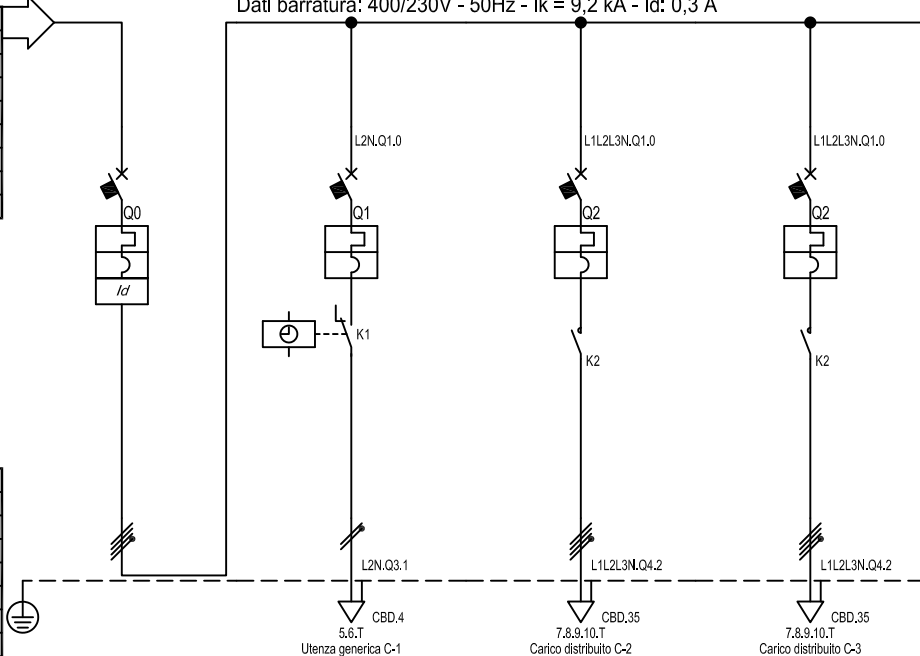 Dati barratura: 400/230V - 50Hz - Ik = 9,2 kA - Id: 0,3 A
L2N.Q1.0
L1L2L3N.Q1.0
L1L2L3N.Q1.0
Q0
Q1
Q2
Q2
Id
K1
K2
K2
L2N.Q3.1
L1L2L3N.Q4.2
L1L2L3N.Q4.2
CBD.4
CBD.35
CBD.35
5.6.T
7.8.9.10.T
7.8.9.10.T
Utenza generica C-1
Carico distribuito C-2
Carico distribuito C-3